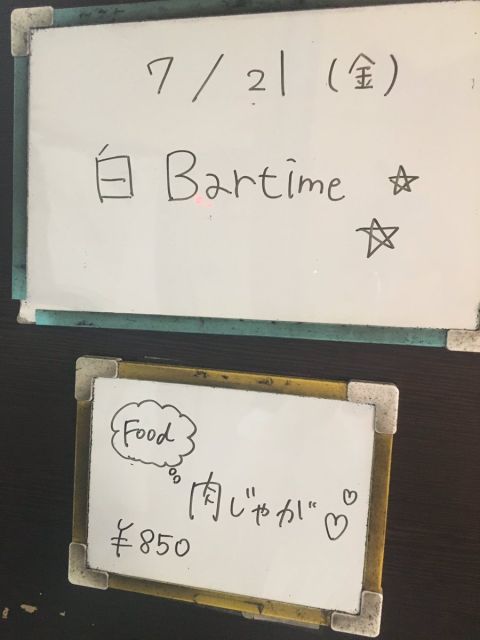 7/21(金)
白 Bartime ☆
☆
Food
肉じゃが♡♡
¥850